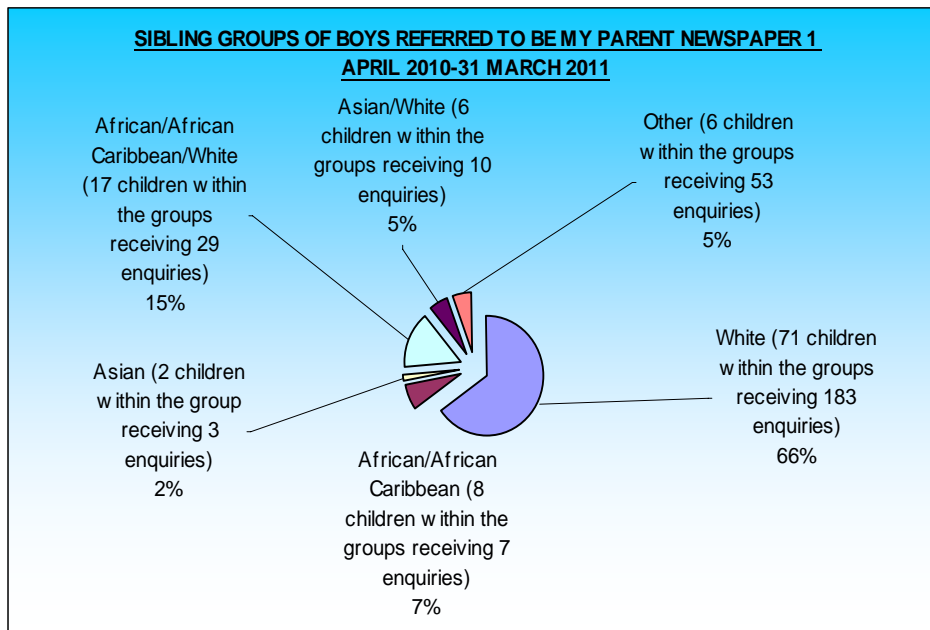 SIBLING GROUPS OF BOYS REFERRED TO BE MY PARENT NEWSPAPER 1
APRIL 2010-31 MARCH 2011
African/African
Caribbean/White
(17 children within
the groups
receiving 29
enquiries)
15%
Asian/White (6
children within the
groups receiving 10
enquiries)
5%
Other (6 children
within the groups
receiving 53
enquiries)
5%
White (71 children
within the groups
receiving 183
enquiries)
66%
Asian (2 children
within the group
receiving 3
enquiries)
2%
African/African
Caribbean (8
children within the
groups receiving 7
enquiries)
7%